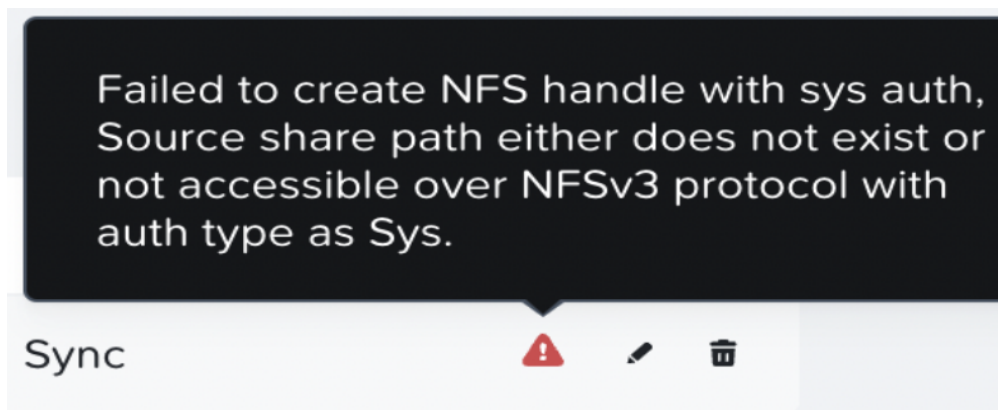 Failed to create NFS handle with sys auth,
Source share path either does not exist or
not accessible over NFSv3 protocol with
auth type as Sys.
Sync